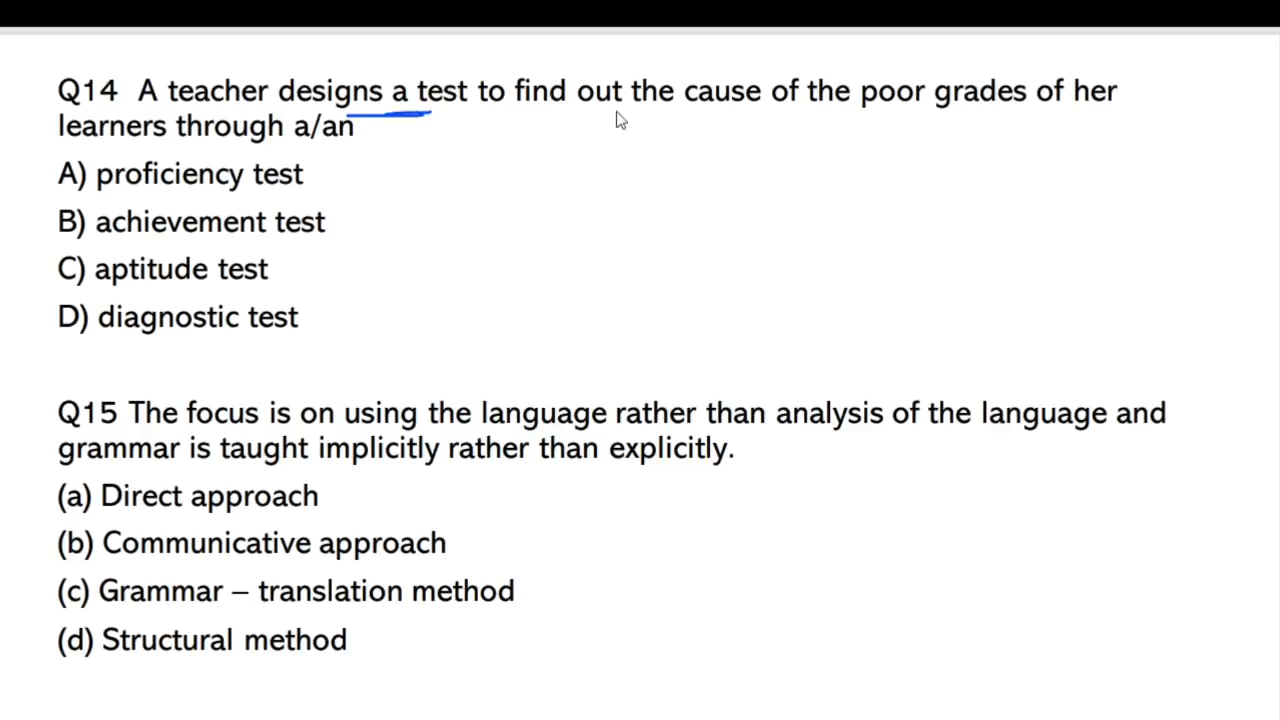 Q14 A teacher designs a test to find out the cause of the poor grades of her
learners through a/an
A) proficiency test
B) achievement test
C) aptitude test
D) diagnostic test
Q15 The focus is on using the language rather than analysis of the language and
grammar is taught implicitly rather than explicitly.
(a) Direct approach
(b) Communicative approach
(c) Grammar – translation method
(d) Structural method